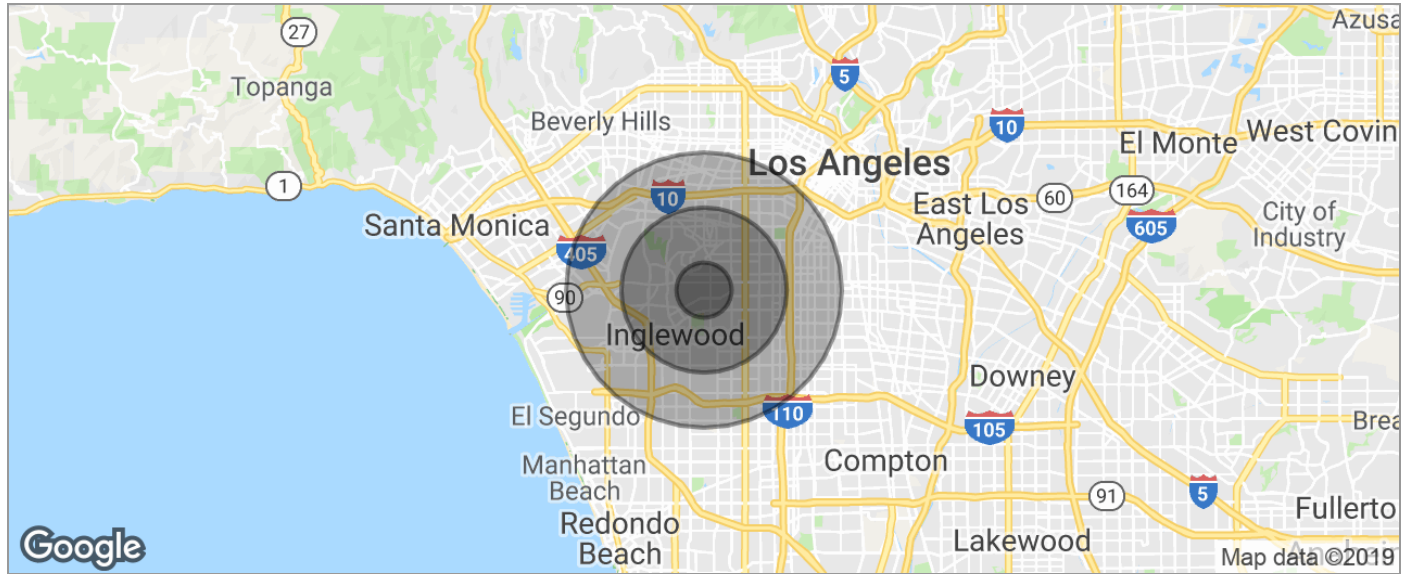 Azusa
27
Topanga
5
Beverly Hills
10
El Monte
West Covin
Los Angeles
1
10
164
60
East Los
Angeles
City of
Industry
Santa Monica
605
405
90
Inglewood
Downey
El Segundo
110
105
Brea
Compton
Manhattan
Beach
5
91
Fullerto
Redondo
Beach
Lakewood
Google
Map data ©2019